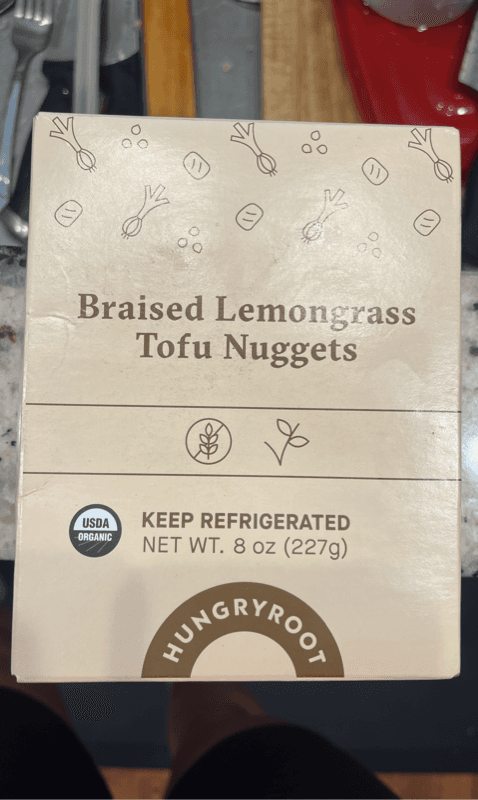 Braised Lemongrass
Tofu Nuggets
USDA
ORGANIC
KEEP REFRIGERATED
NET WT. 8 oz (227g)
HUNGRYROOT